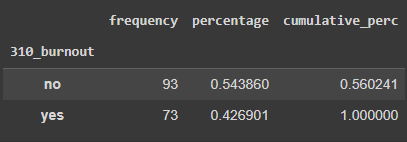 frequency percentage cumulative_perc
310_burnout
no 93 0.543860 0.560241
yes 73 0.426901 1.000000